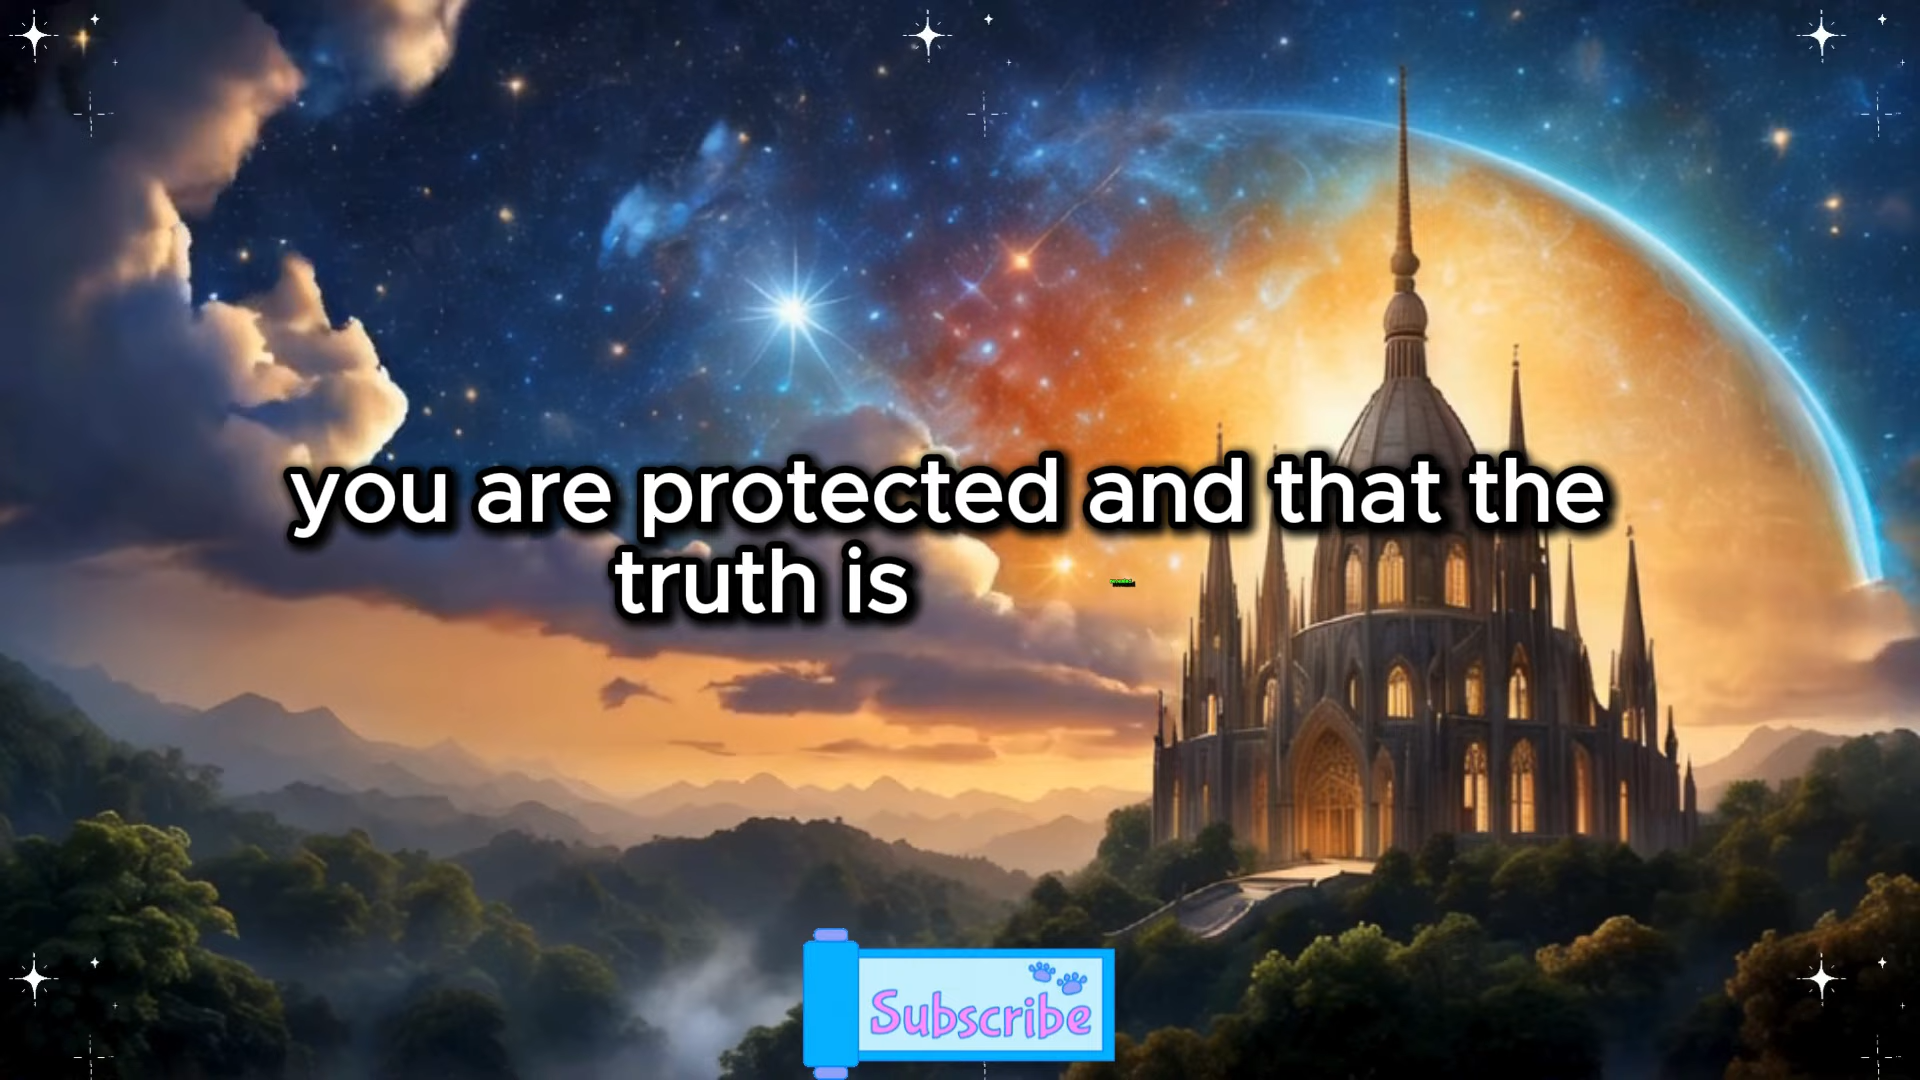 you are protected and that the
truth is
Subscribe